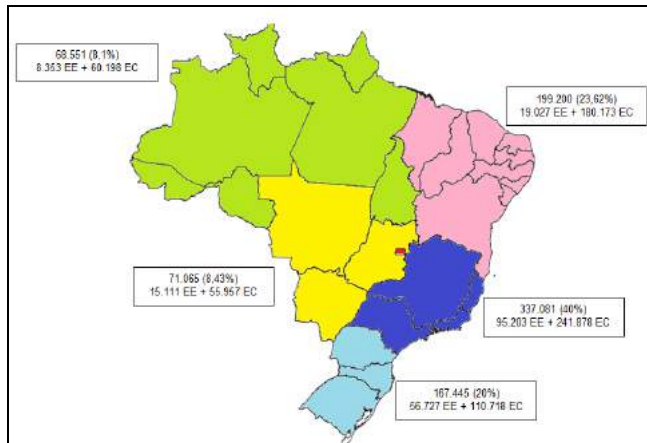 68.551 (8,1%)
8.353 EE + 60.198 EC
199.200 (23,62%)
19.027 EE + 180.173 EC
71.065 (8,43%)
15.111 EE + 55.957 EC
337.081 (40%)
95.203 EE + 241.878 EC
167.445 (20%)
56.727 EE + 110.718 EC